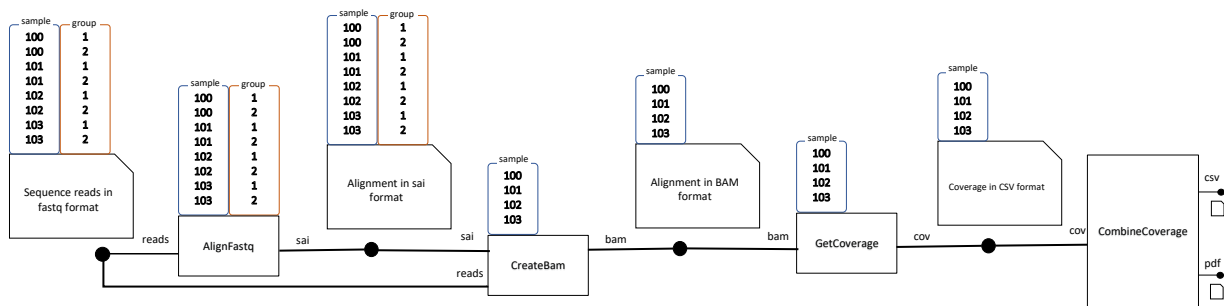 sample group
100 1
100 2
101 1
101 2
102 1
102 2
103 1
103 2
Sequence reads in
fastq format
reads
sample group
100 1
100 2
101 1
101 2
102 1
102 2
103 1
103 2
AlignFastq
sai
sample group
100 1
100 2
101 1
101 2
102 1
102 2
103 1
103 2
Alignment in sai
format
sai
reads
sample
100
101
102
103
CreateBam
bam
sample
100
101
102
103
Alignment in BAM
format
bam
sample
100
101
102
103
GetCoverage
cov
sample
100
101
102
103
Coverage in CSV format
cov
CombineCoverage
csv
pdf